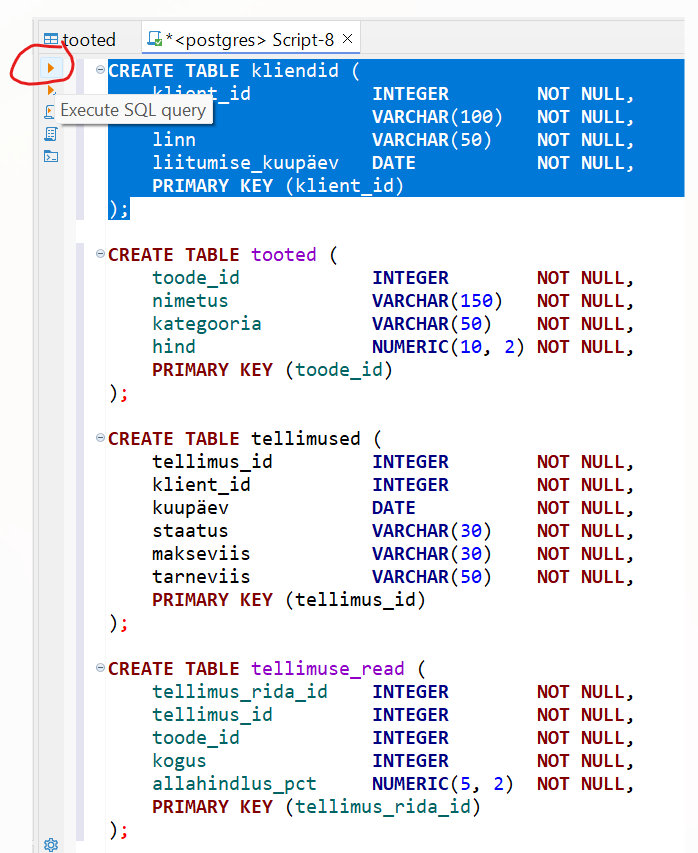 tooted *<postgres> Script-8
CREATE TABLE kliendid (
klient_id INTEGER NOT NULL,
Execute SQL query VARCHAR(100) NOT NULL,
linn VARCHAR(50) NOT NULL,
liitumise_kuupäev DATE NOT NULL,
PRIMARY KEY (klient_id)
);
CREATE TABLE tooted (
toode_id INTEGER NOT NULL,
nimetus VARCHAR(150) NOT NULL,
kategooria VARCHAR(50) NOT NULL,
hind NUMERIC(10, 2) NOT NULL,
PRIMARY KEY (toode_id)
);
CREATE TABLE tellimused (
tellimus_id INTEGER NOT NULL,
klient_id INTEGER NOT NULL,
kuupäev DATE NOT NULL,
staatus VARCHAR(30) NOT NULL,
makseviis VARCHAR(30) NOT NULL,
tarneviis VARCHAR(50) NOT NULL,
PRIMARY KEY (tellimus_id)
);
CREATE TABLE tellimuse_read (
tellimus_rida_id INTEGER NOT NULL,
tellimus_id INTEGER NOT NULL,
toode_id INTEGER NOT NULL,
kogus INTEGER NOT NULL,
allahindlus_pct NUMERIC(5, 2) NOT NULL,
PRIMARY KEY (tellimus_rida_id)
);